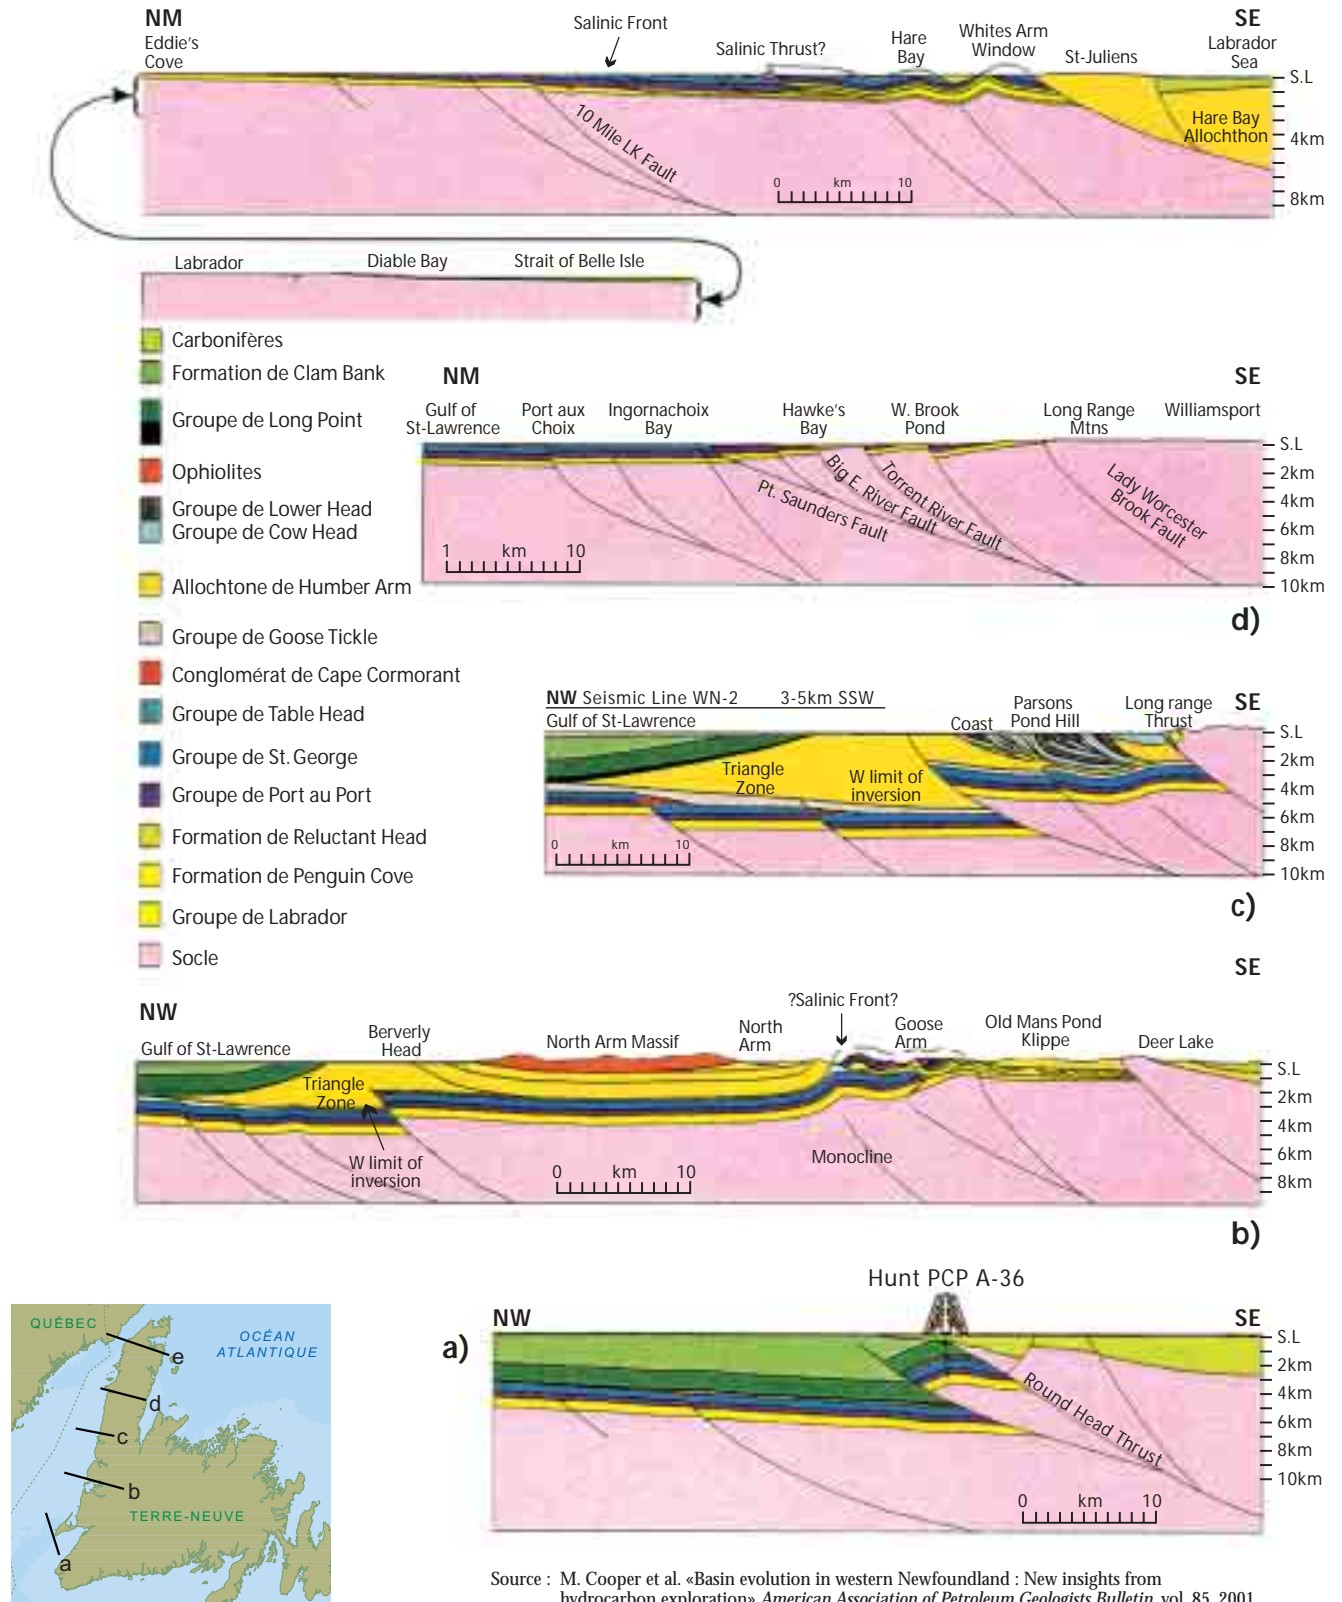 NM
SE
Eddie's
Cove
Salinic Front
Salinic Thrust?
Hare
Bay
Whites Arm
Window
St-Juliens
Labrador
Sea
S.L
4km
8km
10 Mile LK Fault
0 km 10
Hare Bay
Allochthon
Labrador
Diable Bay
Strait of Belle Isle
Carbonifères
Formation de Clam Bank
Groupe de Long Point
Ophiolites
Groupe de Lower Head
Groupe de Cow Head
Allochtone de Humber Arm
Groupe de Goose Tickle
Conglomérat de Cape Cormorant
Groupe de Table Head
Groupe de St. George
Groupe de Port au Port
Formation de Reluctant Head
Formation de Penguin Cove
Groupe de Labrador
Socle
NM
SE
Gulf of
St-Lawrence
Port aux
Choix
Ingornachoix
Bay
Hawke's
Bay
W. Brook
Pond
Long Range
Mtns
Williamsport
S.L
2km
4km
6km
8km
10km
Pt. Saunders Fault
Big E. River Fault
Torrent River Fault
Lady Worcester
Brook Fault
1 km 10
d)
NW Seismic Line WN-2 3-5km SSW
SE
Gulf of St-Lawrence
Coast
Parsons
Pond Hill
Long range
Thrust
S.L
2km
4km
6km
8km
10km
Triangle
Zone
W limit of
inversion
0 km 10
c)
SE
NW
?Salinic Front?
Gulf of St-Lawrence
Berverly
Head
North Arm Massif
North
Arm
Goose
Arm
Old Mans Pond
Klippe
Deer Lake
S.L
2km
4km
6km
8km
Triangle
Zone
W limit of
inversion
0 km 10
Monocline
b)
Hunt PCP A-36
NW
SE
a)
S.L
2km
4km
6km
8km
10km
Round Head Thrust
0 km 10
QUÉBEC
OCÉAN
ATLANTIQUE
e
d
c
b
TERRE-NEUVE
a
Source : M. Cooper et al. «Basin evolution in western Newfoundland : New insights from
hydrocarbon exploration» American Association of Petroleum Geologists Bulletin, vol. 85, 2001